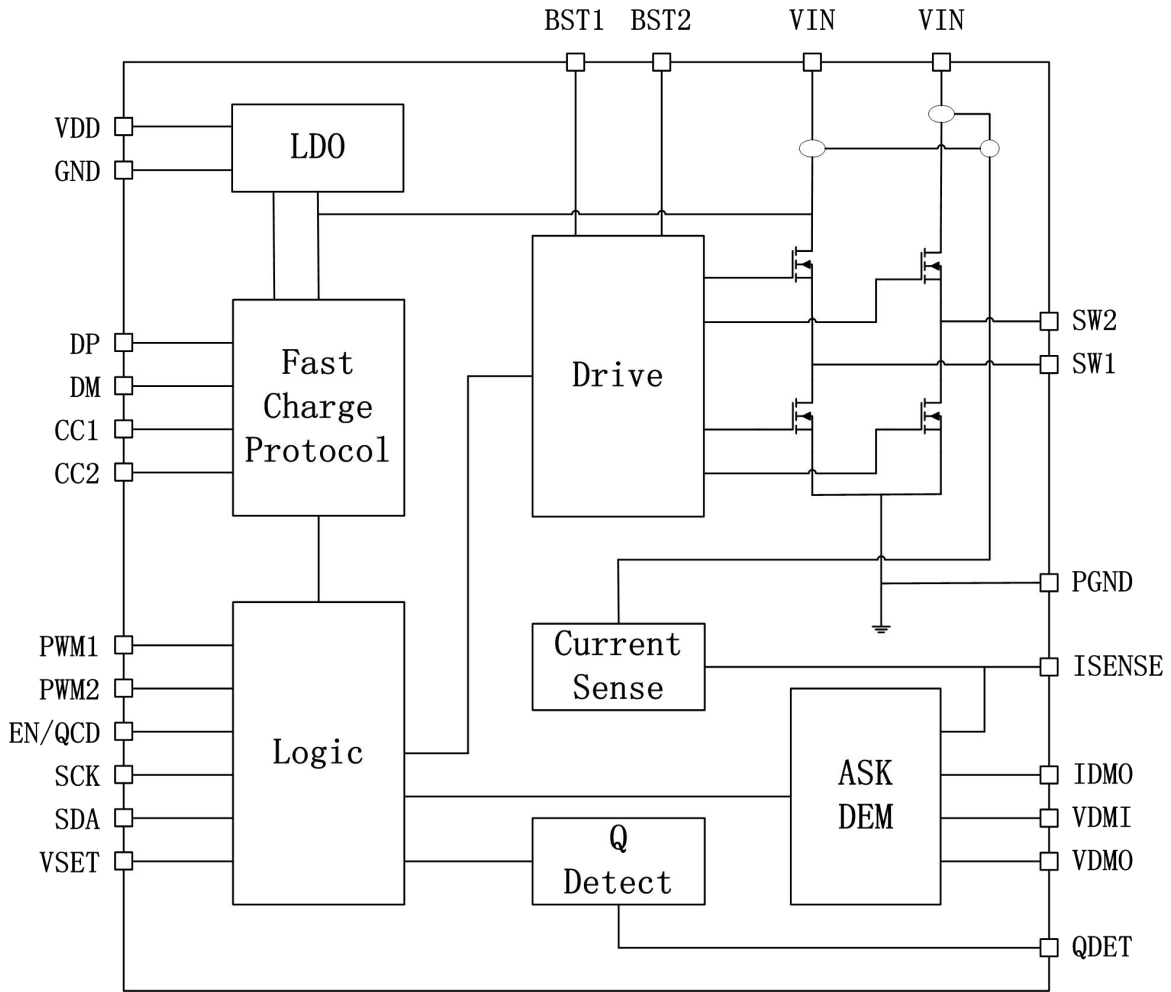 BST1 BST2 VIN VIN
VDD
LDO
GND
SW2
DP
Fast
SW1
Drive
DM
Charge
CC1
Protocol
CC2
PGND
PWM1
Current
ISENSE
PWM2
Sense
EN/QCD
Logic
SCK
ASK
IDMO
SDA
DEM
VDMI
Q
VSET
Detect
VDMO
QDET